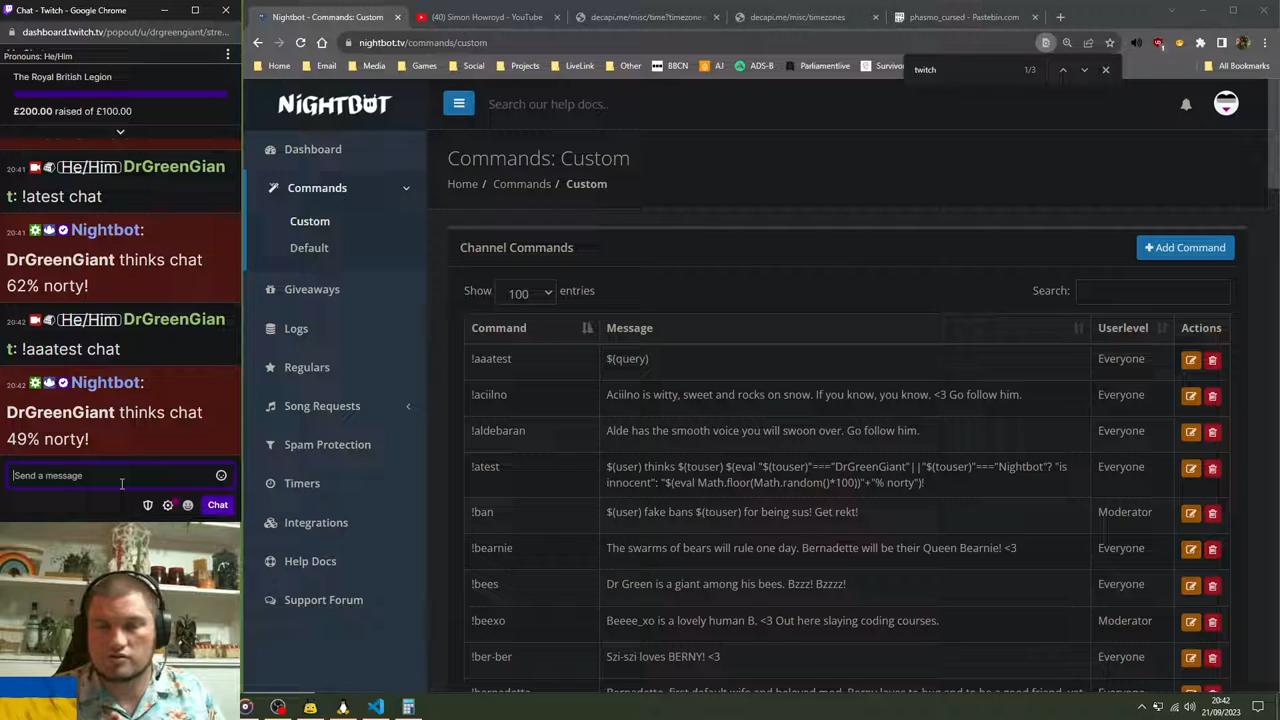 Chat - Twitch - Google Chrome
dashboard.twitch.tv/popout/u/drgreengiant/stre...
Pronouns: He/Him
The Royal British Legion
£200.00 raised of £100.00
20:41 He/Him DrGreenGian
t: !atest chat
20:41 Nightbot:
DrGreenGiant thinks chat
62% norty!
20:42 He/Him DrGreenGian
t: !aaatest chat
20:42 Nightbot:
DrGreenGiant thinks chat
49% norty!
Send a message
Chat
Nightbot - Commands: Custom
(40) Simon Howroyd - YouTube
decapi.me/misc/time?timezone=
decapi.me/misc/timezones
phasmo_cursed - Pastebin.com
nightbot.tv/commands/custom
Home Email Media Games Social Projects LiveLink Other BBCN AJ ADS-B Parliamentlive Survivor All Bookmarks
twitch 1/3
NIGHTBOT
Search our help docs..
Dashboard
Commands
Custom
Default
Giveaways
Logs
Regulars
Song Requests
Spam Protection
Timers
Integrations
Help Docs
Support Forum
Commands: Custom
Home / Commands / Custom
Channel Commands
+ Add Command
Show 100 entries
Search:
Command Message Userlevel Actions
!aaatest $(query) Everyone
!aciilno Aciilno is witty, sweet and rocks on snow. If you know, you know. <3 Go follow him. Everyone
!aldebaran Alde has the smooth voice you will swoon over. Go follow him. Everyone
!atest $(user) thinks $(touser) $(eval "$(touser)"==="DrGreenGiant"||"$(touser)"==="Nightbot"? "is Everyone
innocent": "$(eval Math.floor(Math.random()*100))"+"% norty")!
!ban $(user) fake bans $(touser) for being sus! Get rekt! Moderator
!bearnie The swarms of bears will rule one day. Bernadette will be their Queen Bearnie! <3 Everyone
!bees Dr Green is a giant among his bees. Bzzz! Bzzzz! Everyone
!beexo Beeee_xo is a lovely human B. <3 Out here slaying coding courses. Moderator
!ber-ber Szi-szi loves BERNY! <3 Everyone
20:42
21/09/2023